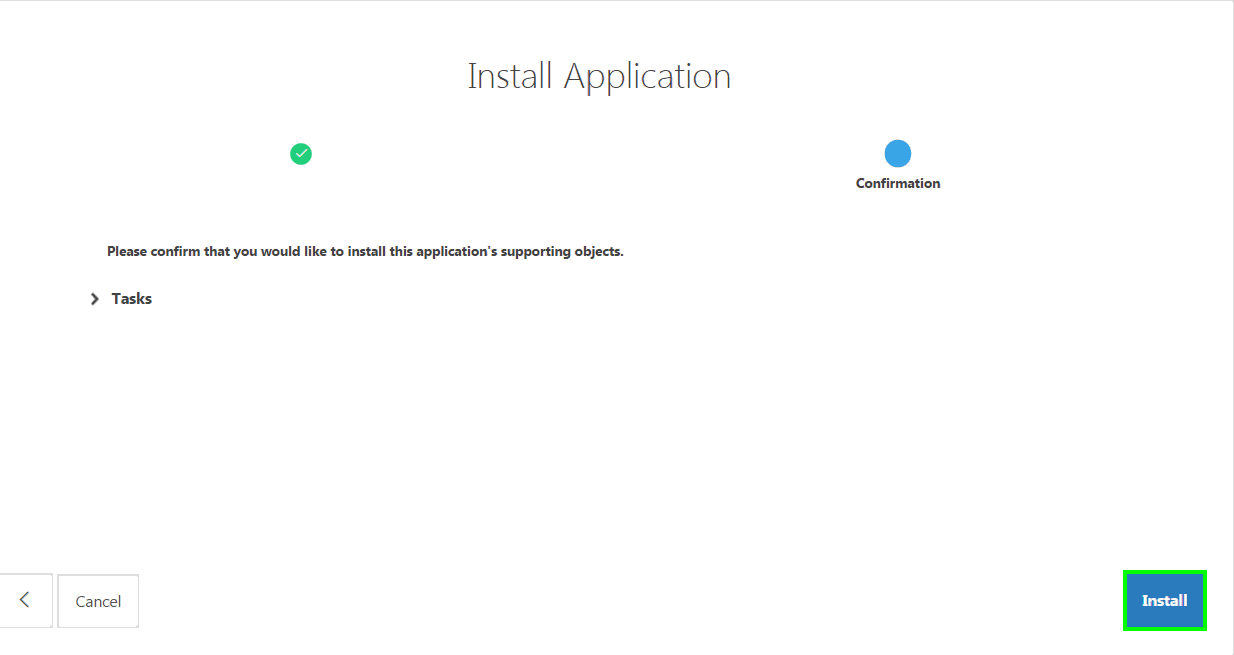 Install Application
Confirmation
Please confirm that you would like to install this application's supporting objects.
Tasks
Cancel
Install